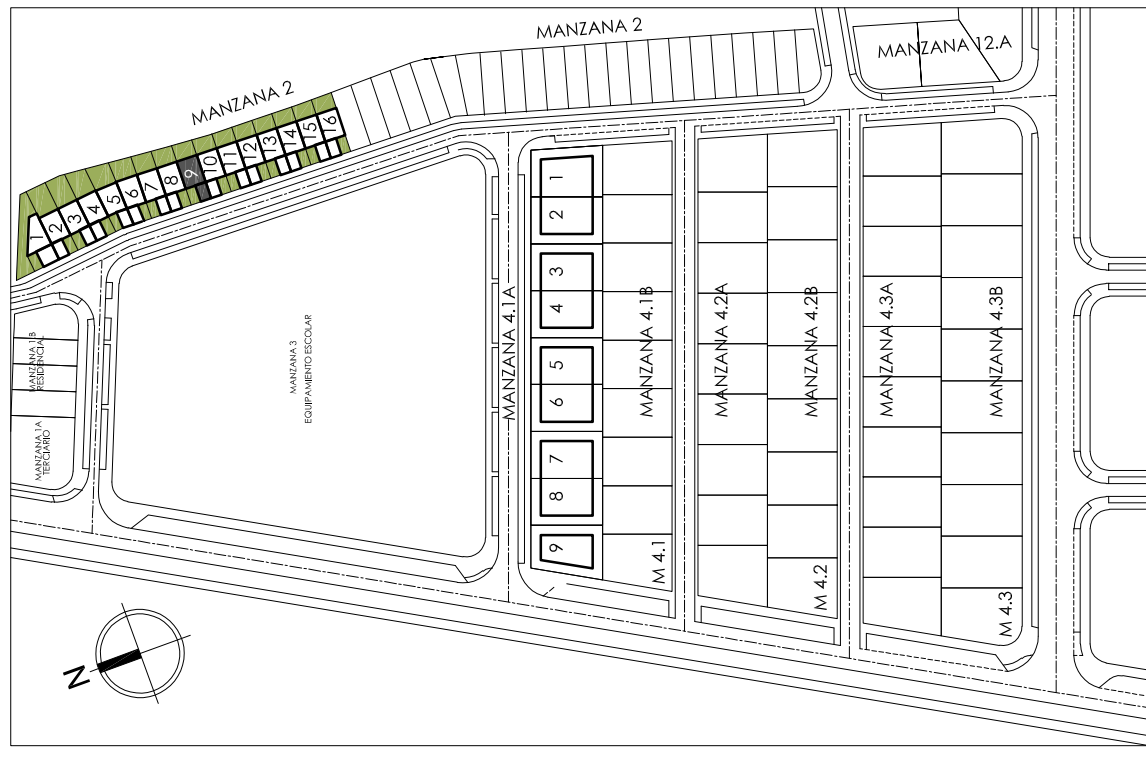 MANZANA 2
MANZANA 2
MANZANA 12.A
1
2
3
4
5
6
7
8
9
10
11
12
13
14
15
16
MANZANA 1B
RESIDENCIAL
MANZANA 1A
TERCIARIO
MANZANA 3
EQUIPAMIENTO ESCOLAR
MANZANA 4.1A
1
2
3
4
5
6
7
8
9
MANZANA 4.1B
M 4.1
MANZANA 4.2A
MANZANA 4.2B
M 4.2
MANZANA 4.3A
MANZANA 4.3B
M 4.3
N